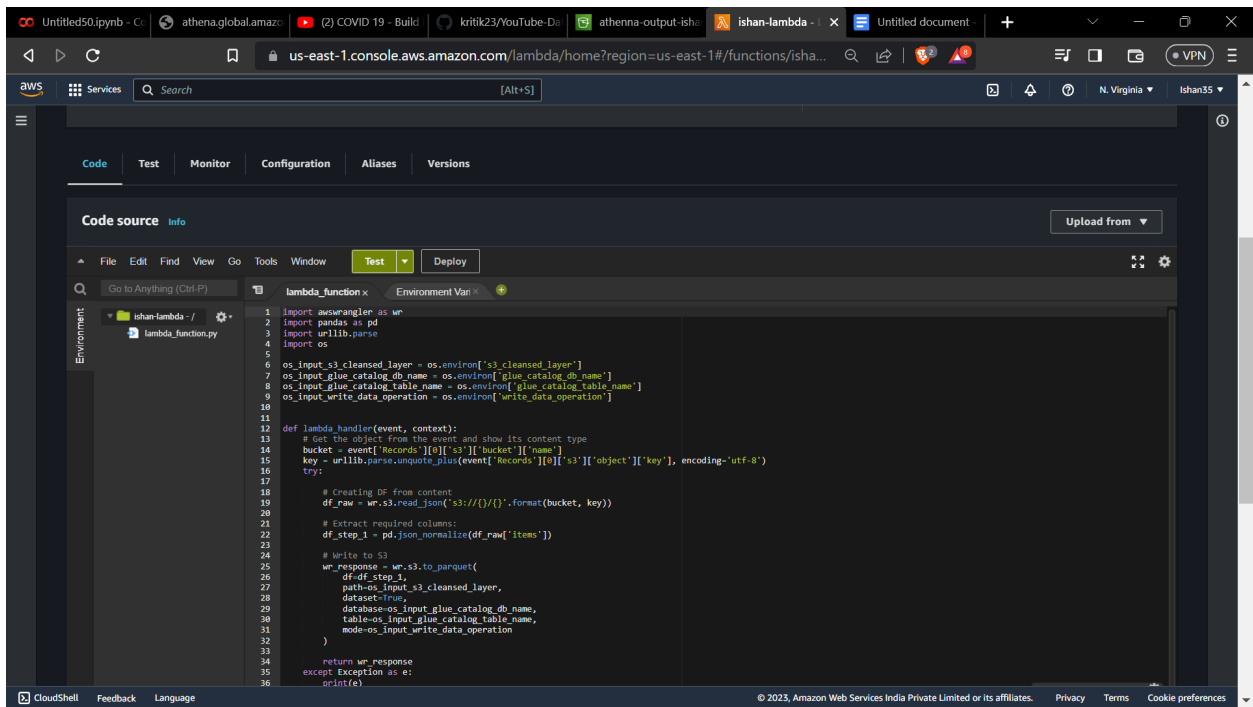 Untitled50.ipynb - Co
athena.global.amazo
(2) COVID 19 - Build
kritik23/YouTube-Dat
athenna-output-isha
ishan-lambda - L
Untitled document -
us-east-1.console.aws.amazon.com/lambda/home?region=us-east-1#/functions/isha...
2
8
VPN
aws
Services
Search
[Alt+S]
N. Virginia
Ishan35
Code
Test
Monitor
Configuration
Aliases
Versions
Code source Info
Upload from
File Edit Find View Go Tools Window
Test
Deploy
Go to Anything (Ctrl-P)
lambda_function
Environment Vari
Environment
ishan-lambda - /
lambda_function.py
1 import awswrangler as wr
2 import pandas as pd
3 import urllib.parse
4 import os
5
6 os_input_s3_cleansed_layer = os.environ['s3_cleansed_layer']
7 os_input_glue_catalog_db_name = os.environ['glue_catalog_db_name']
8 os_input_glue_catalog_table_name = os.environ['glue_catalog_table_name']
9 os_input_write_data_operation = os.environ['write_data_operation']
10
11
12 def lambda_handler(event, context):
13     # Get the object from the event and show its content type
14     bucket = event['Records'][0]['s3']['bucket']['name']
15     key = urllib.parse.unquote_plus(event['Records'][0]['s3']['object']['key'], encoding='utf-8')
16     try:
17
18         # Creating DF from content
19         df_raw = wr.s3.read_json('s3://{}/{}'.format(bucket, key))
20
21         # Extract required columns:
22         df_step_1 = pd.json_normalize(df_raw['items'])
23
24         # Write to S3
25         wr_response = wr.s3.to_parquet(
26             df=df_step_1,
27             path=os_input_s3_cleansed_layer,
28             dataset=True,
29             database=os_input_glue_catalog_db_name,
30             table=os_input_glue_catalog_table_name,
31             mode=os_input_write_data_operation
32         )
33
34         return wr_response
35     except Exception as e:
36         print(e)
CloudShell
Feedback
Language
© 2023, Amazon Web Services India Private Limited or its affiliates.
Privacy
Terms
Cookie preferences